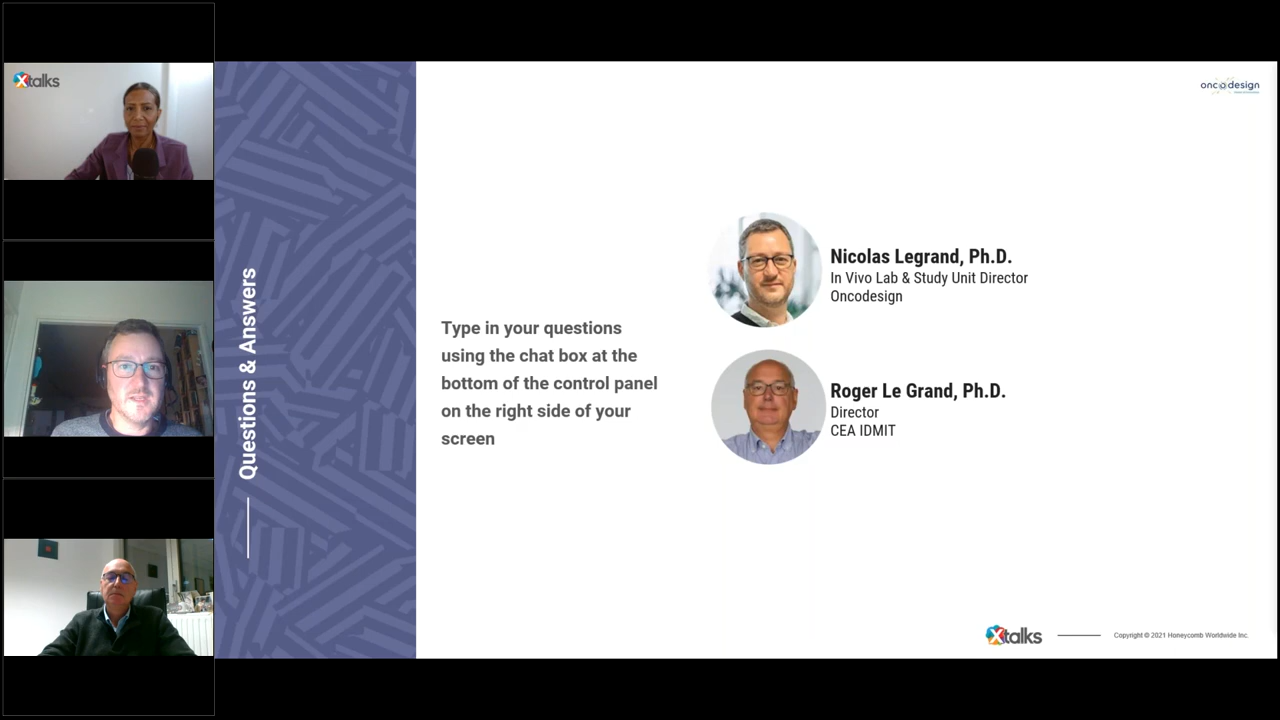 Xtalks
Questions & Answers
Type in your questions
using the chat box at the
bottom of the control panel
on the right side of your
screen
oncodesign
Nicolas Legrand, Ph.D.
In Vivo Lab & Study Unit Director
Oncodesign
Roger Le Grand, Ph.D.
Director
CEA IDMIT
Xtalks
Copyright © 2021 Honeycomb Worldwide Inc.